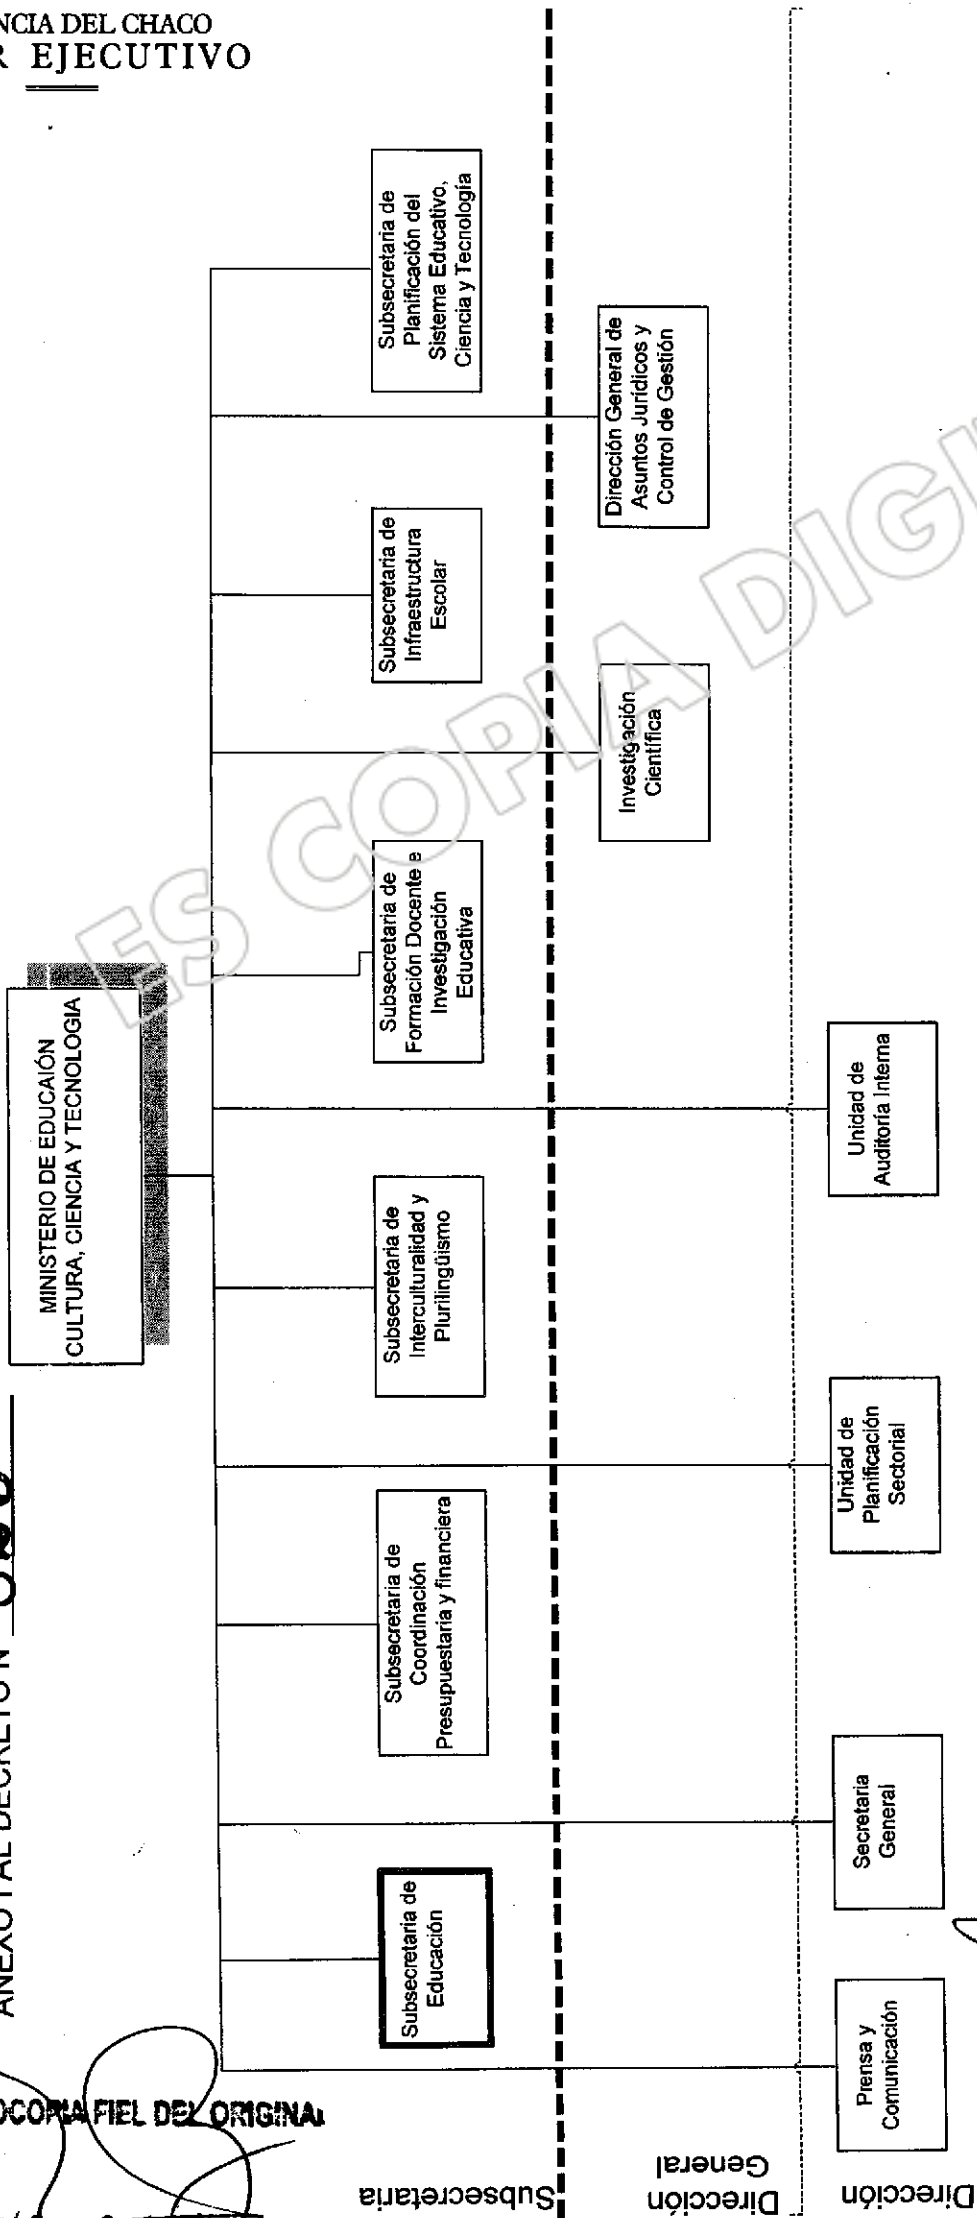 NCIA DEL CHACO
R EJECUTIVO
ANEXO I AL DECRETO N
MINISTERIO DE EDUCAIÓN
CULTURA, CIENCIA Y TECNOLOGIA
Subsecretaria de
Educación
Subsecretaria de
Coordinación
Presupuestaria y financiera
Subsecretaria de
Interculturalidad y
Plurilingüismo
Subsecretaria de
Formación Docente e
Investigación
Educativa
Subsecretaria de
Infraestructura
Escolar
Subsecretaria de
Planificación del
Sistema Educativo,
Ciencia y Tecnología
Investigación
Científica
Dirección General de
Asuntos Jurídicos y
Control de Gestión
Prensa y
Comunicación
Secretaria
General
Unidad de
Planificación
Sectorial
Unidad de
Auditoría Interna
Subsecretaria
Dirección
General
Dirección
OCOPIA FIEL DEL ORIGINAL
ES COPIA DIGI